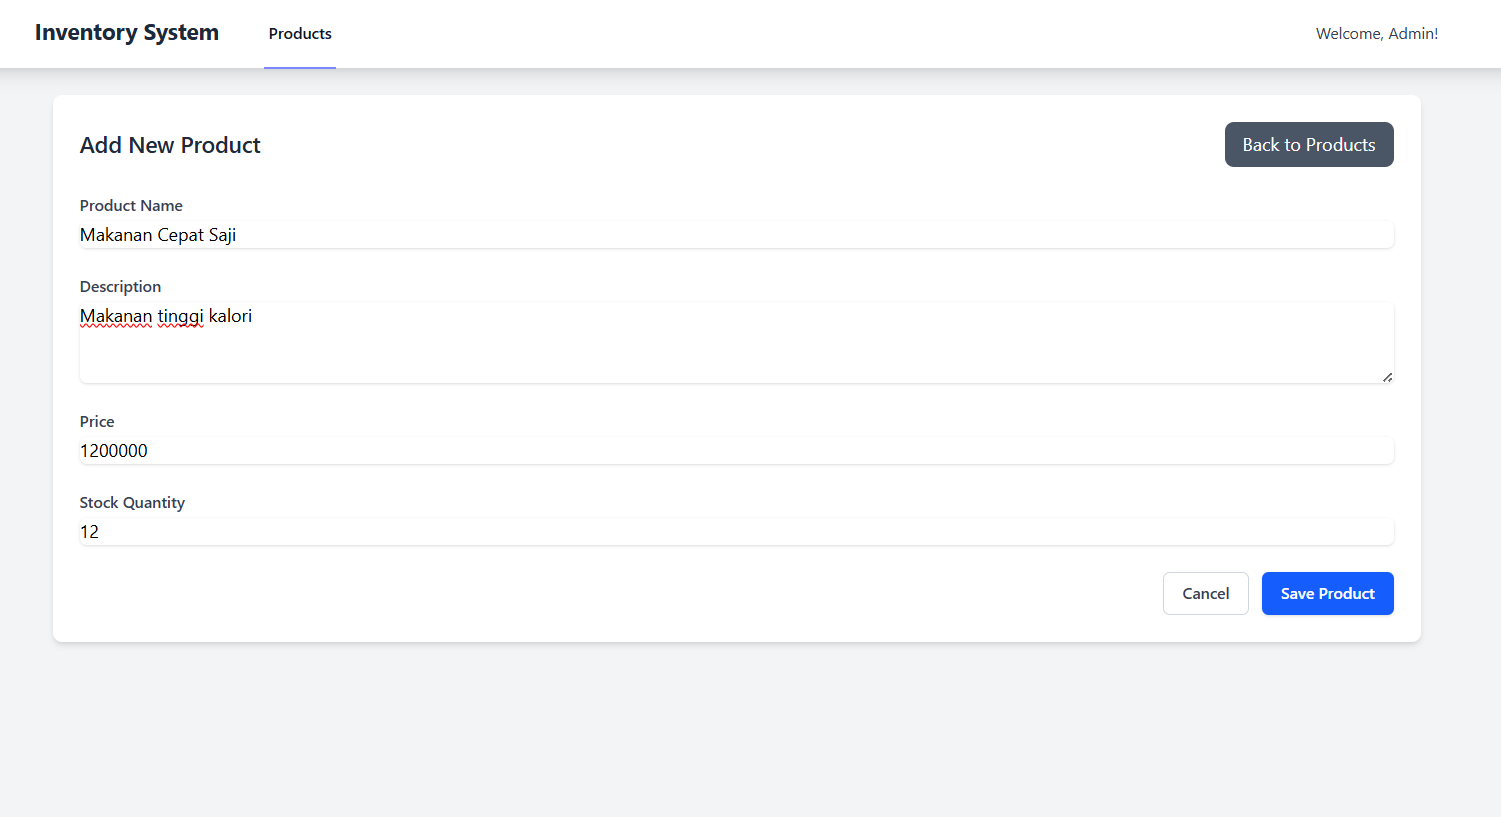 Inventory System
Products
Welcome, Admin!
Add New Product
Back to Products
Product Name
Makanan Cepat Saji
Description
Makanan tinggi kalori
Price
1200000
Stock Quantity
12
Cancel
Save Product